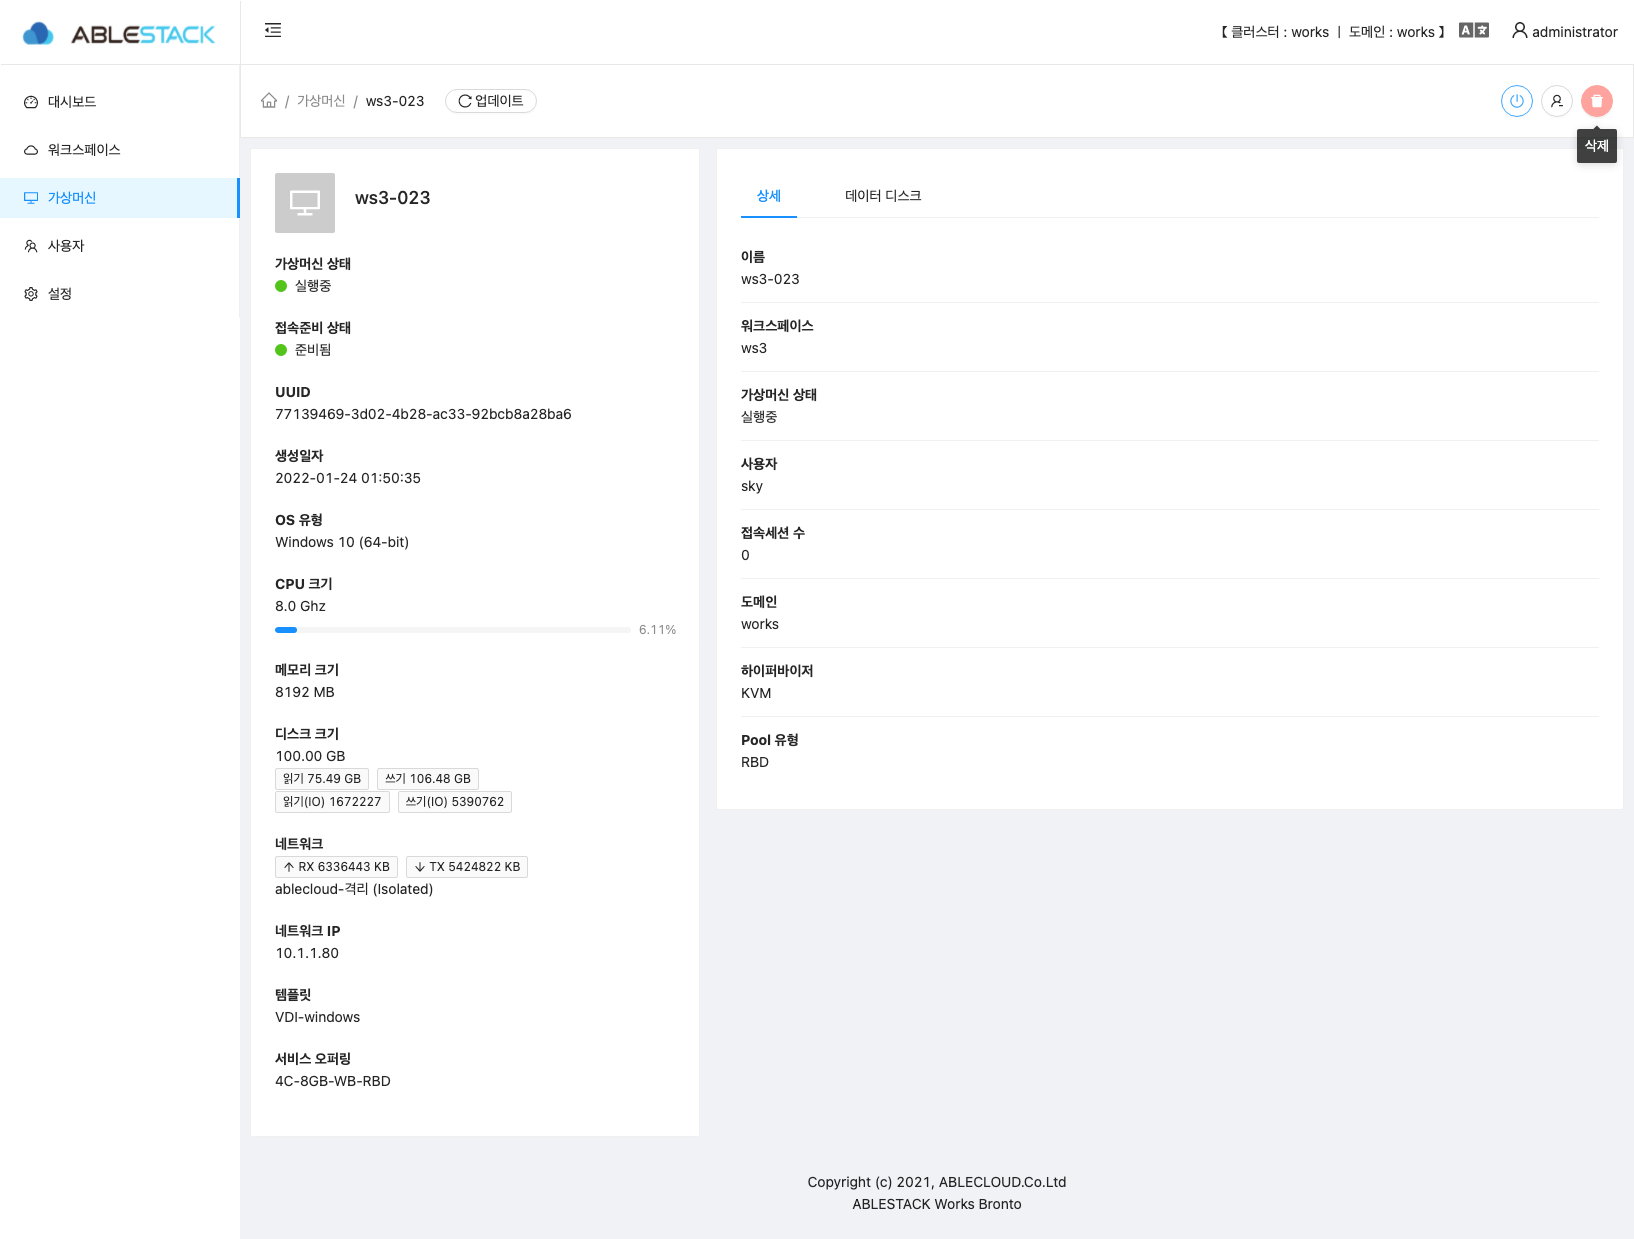 ABLESTACK
【 클러스터 : works | 도메인 : works 】 A 文 administrator
대시보드
워크스페이스
가상머신
사용자
설정
/ 가상머신 / ws3-023 업데이트
삭제
ws3-023
가상머신 상태
실행중
접속준비 상태
준비됨
UUID
77139469-3d02-4b28-ac33-92bcb8a28ba6
생성일자
2022-01-24 01:50:35
OS 유형
Windows 10 (64-bit)
CPU 크기
8.0 Ghz
6.11%
메모리 크기
8192 MB
디스크 크기
100.00 GB
읽기 75.49 GB 쓰기 106.48 GB
읽기(IO) 1672227 쓰기(IO) 5390762
네트워크
↑ RX 6336443 KB ↓ TX 5424822 KB
ablecloud-격리 (Isolated)
네트워크 IP
10.1.1.80
템플릿
VDI-windows
서비스 오퍼링
4C-8GB-WB-RBD
상세 데이터 디스크
이름
ws3-023
워크스페이스
ws3
가상머신 상태
실행중
사용자
sky
접속세션 수
0
도메인
works
하이퍼바이저
KVM
Pool 유형
RBD
Copyright (c) 2021, ABLECLOUD.Co.Ltd
ABLESTACK Works Bronto